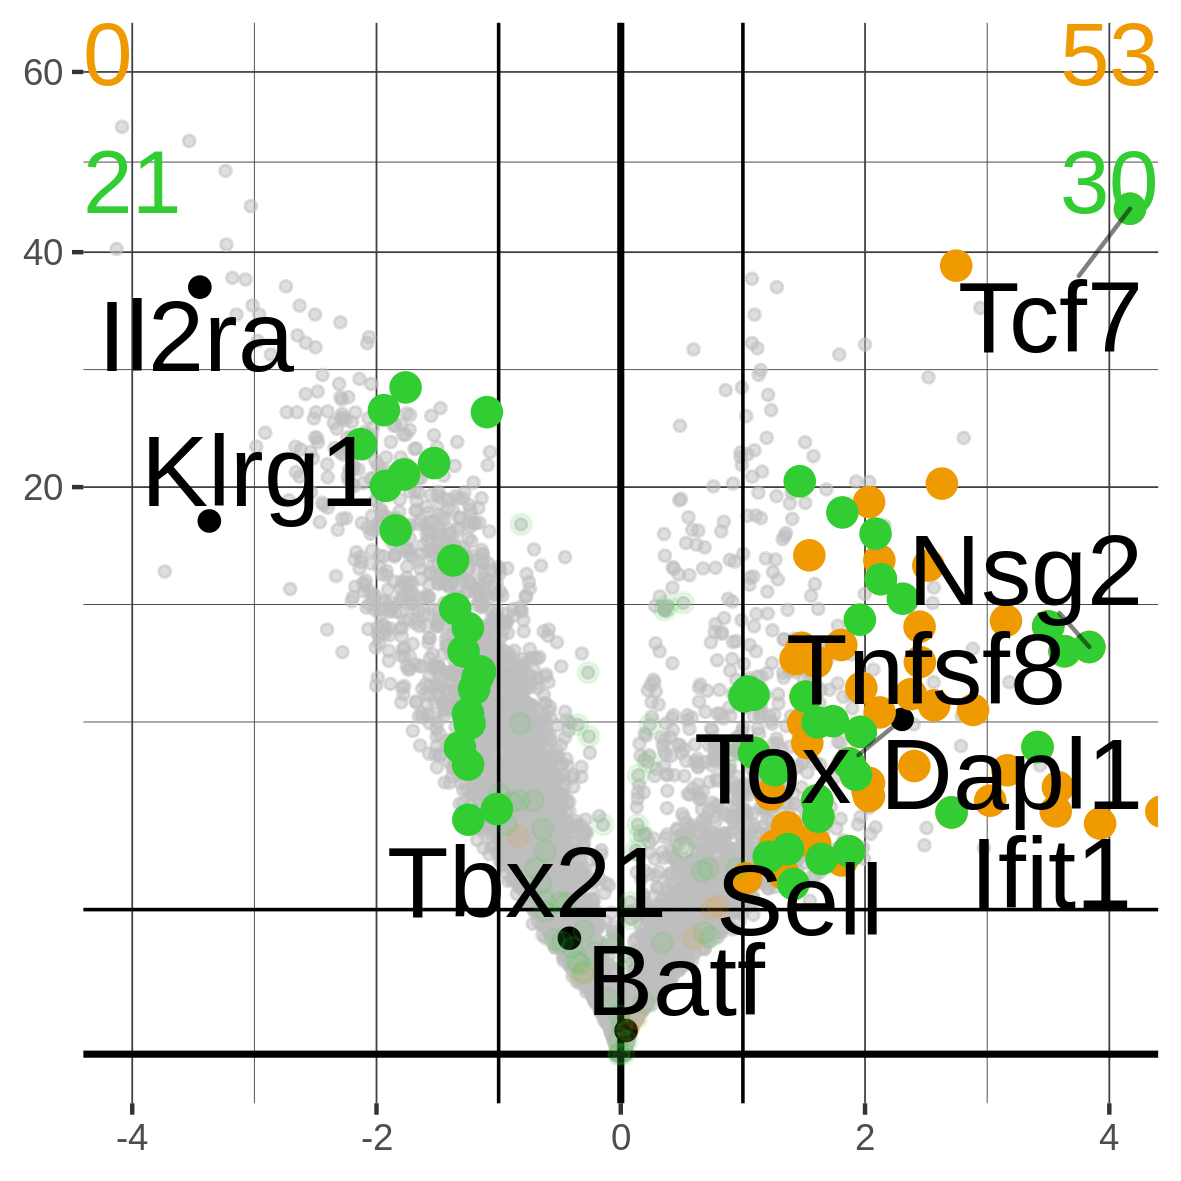 0
53
60
21
30
40
Tcf7
Il2ra
Klrg1
20
Nsg2
Tnfsf8
Tox
Dapl1
Tbx21
Sell
Ifit1
Batf
-4
-2
0
2
4